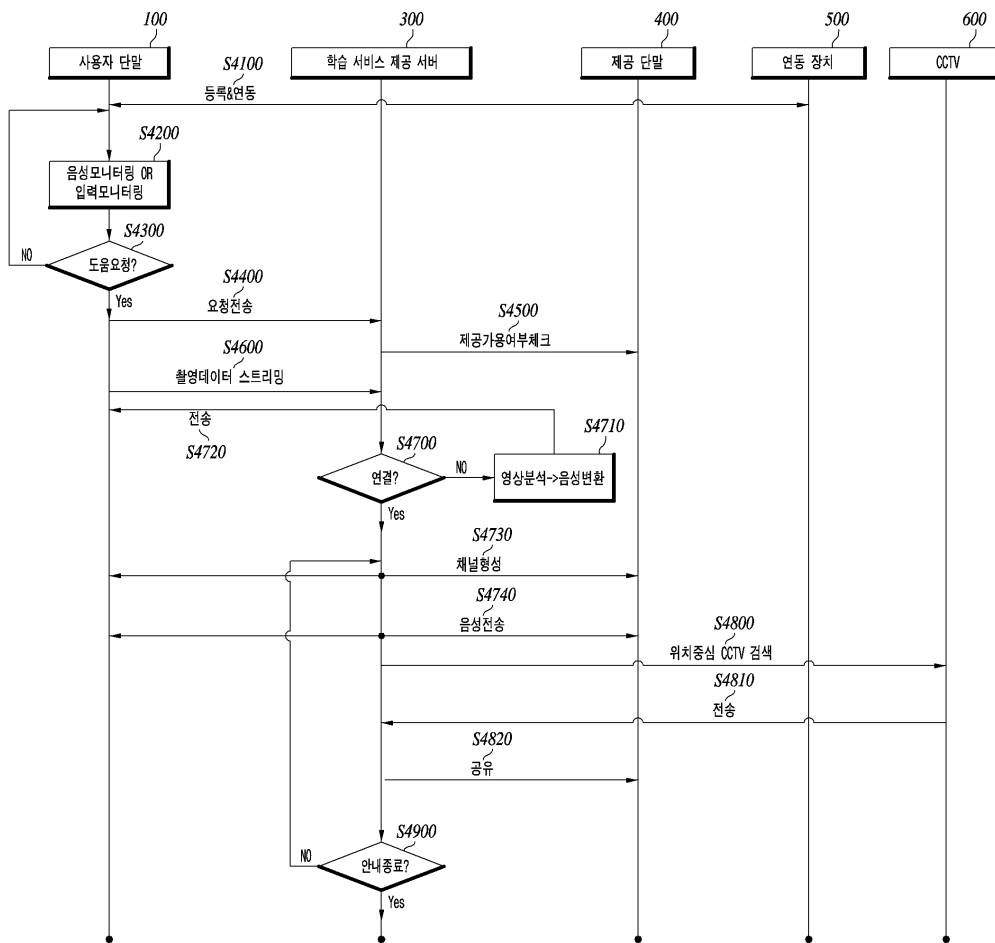 100
300
400
500
600
사용자 단말
학습 서비스 제공 서버
제공 단말
연동 장치
CCTV
S4100
등록&연동
S4200
음성모니터링 OR
입력모니터링
S4300
NO
도움요청?
Yes
S4400
요청전송
S4500
제공가용여부체크
S4600
촬영데이터 스트리밍
전송
S4720
S4710
S4700
연결?
NO
영상분석->음성변환
Yes
S4730
채널형성
S4740
음성전송
S4800
위치중심 CCTV 검색
S4810
전송
S4820
공유
S4900
NO
안내종료?
Yes